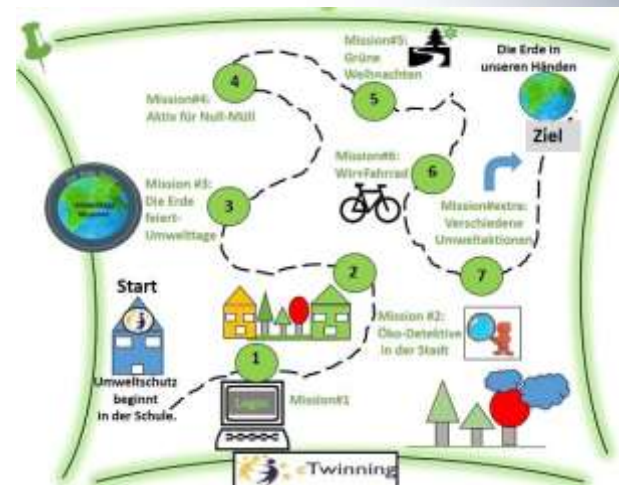 Start
Umweltschutz
beginnt
in der Schule.
1
Login
Mission#1
2
Mission #2:
Öko-Detektive
in der Stadt
3
Mission #3:
Die Erde
feiert-
Umwelttage
4
Mission#4:
Aktiv für Null-Müll
5
Mission#5:
Grüne
Weihnachten
6
Mission#6:
Wir+Fahrrad
7
Mission#extra:
Verschiedene
Umweltaktionen
Die Erde in
unseren Händen
Ziel
eTwinning